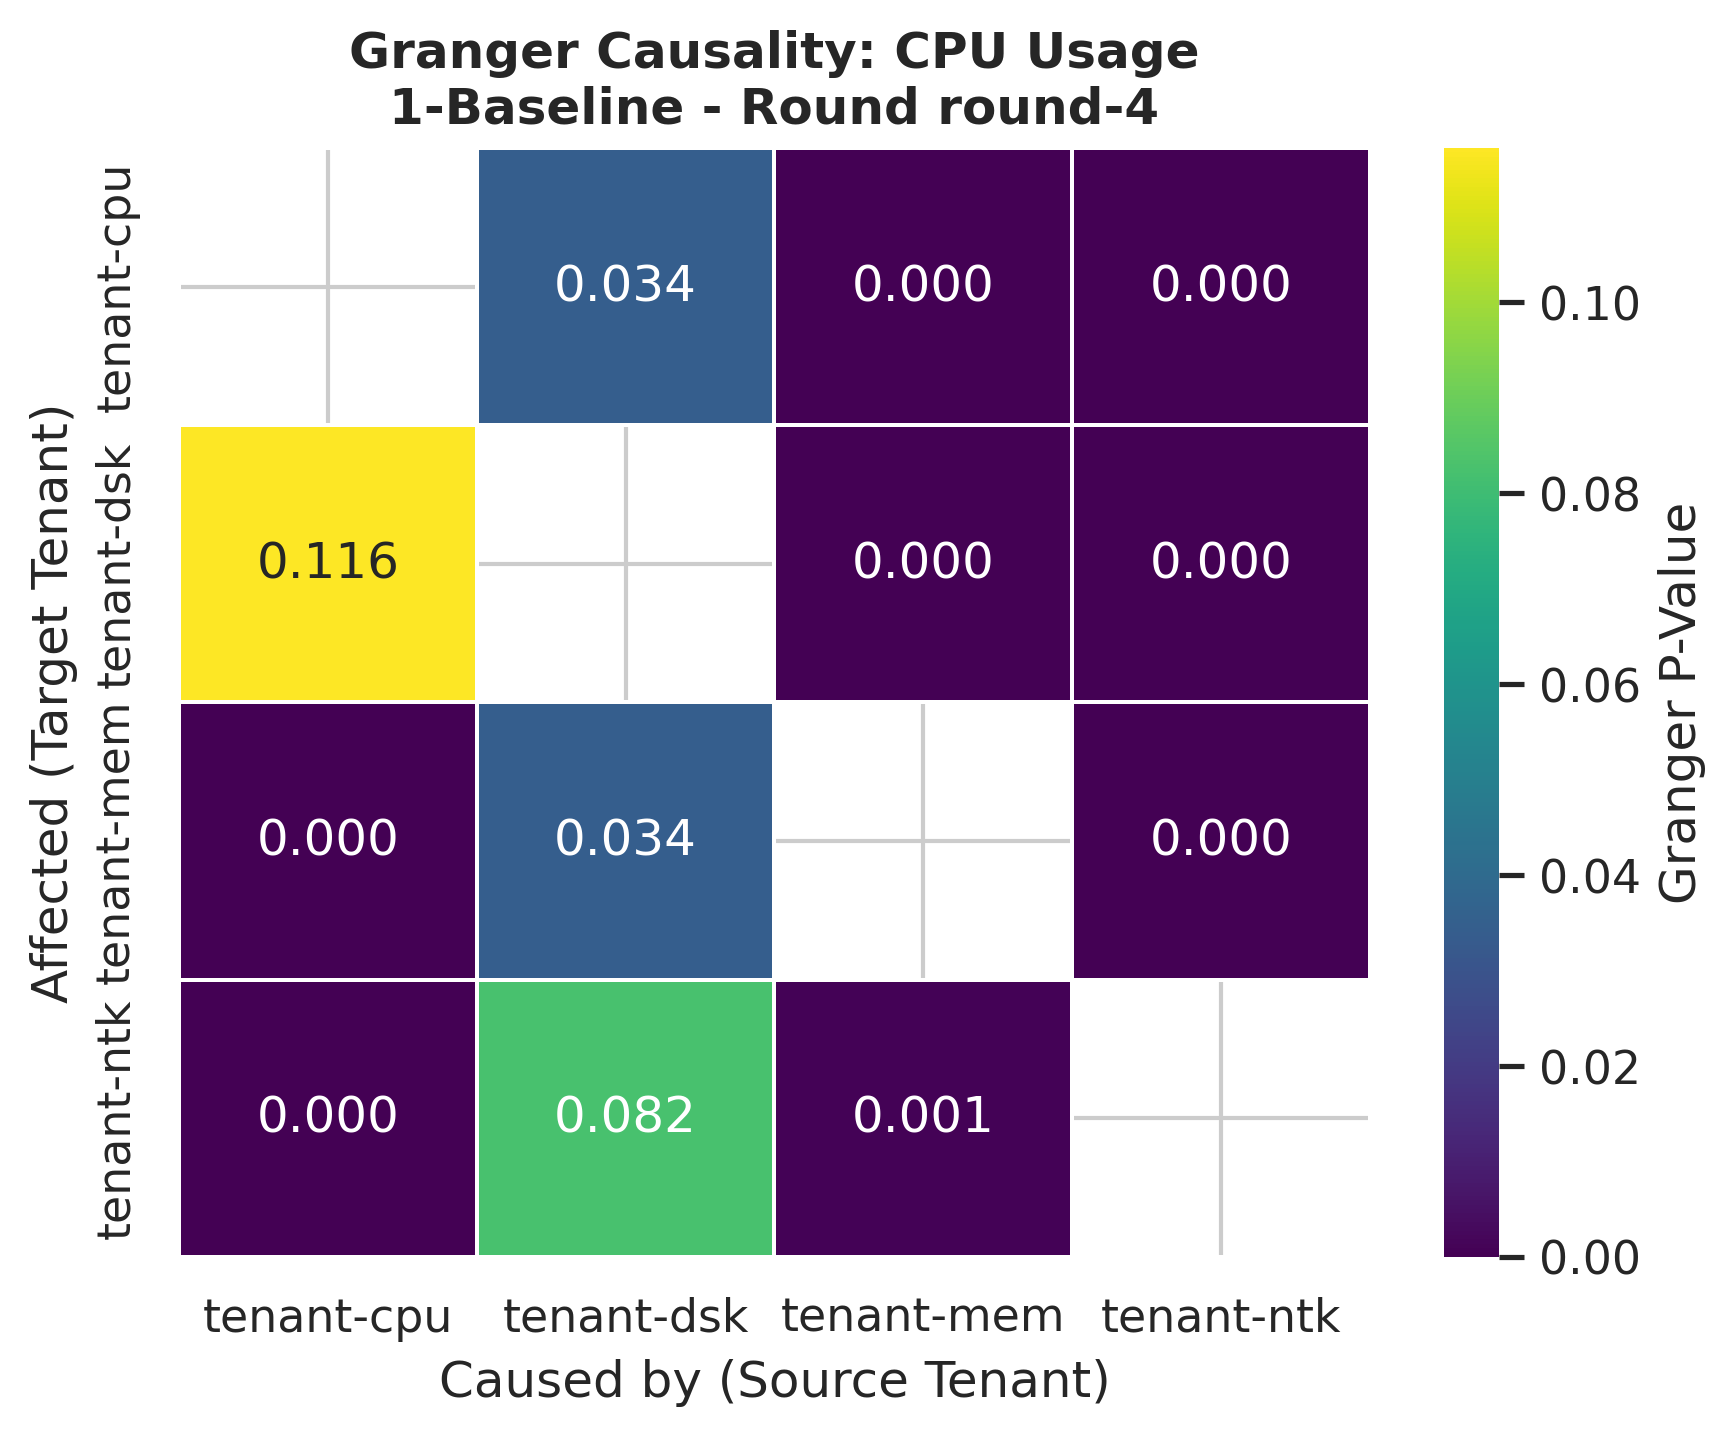 Granger Causality: CPU Usage
1-Baseline - Round round-4
Affected (Target Tenant)
tenant-cpu
0.034
0.000
0.000
tenant-dsk
0.116
0.000
0.000
tenant-mem
0.000
0.034
0.000
tenant-ntk
0.000
0.082
0.001
tenant-cpu
tenant-dsk
tenant-mem
tenant-ntk
Caused by (Source Tenant)
0.10
0.08
0.06
0.04
0.02
0.00
Granger P-Value